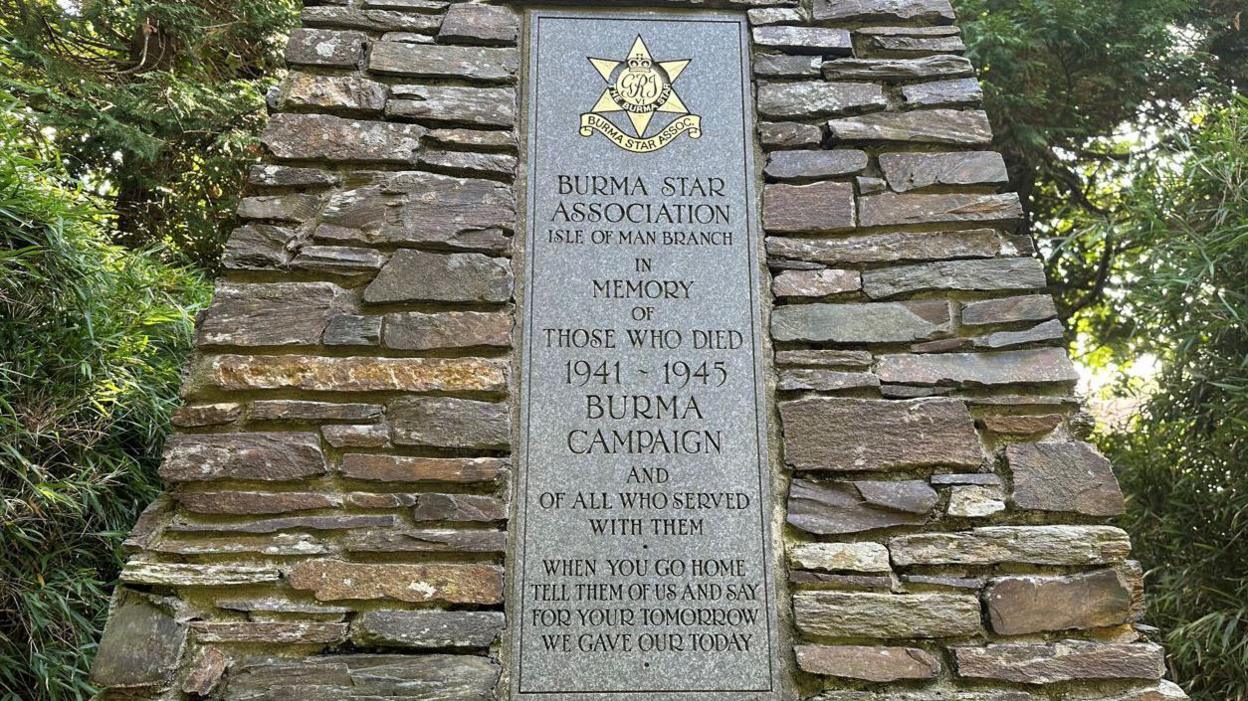 GRI
THE BURMA STAR
BURMA STAR ASSOC.
BURMA STAR
ASSOCIATION
ISLE OF MAN BRANCH
IN
MEMORY
OF
THOSE WHO DIED
1941 ~ 1945
BURMA
CAMPAIGN
AND
OF ALL WHO SERVED
WITH THEM
•
WHEN YOU GO HOME
TELL THEM OF US AND SAY
FOR YOUR TOMORROW
WE GAVE OUR TODAY
•